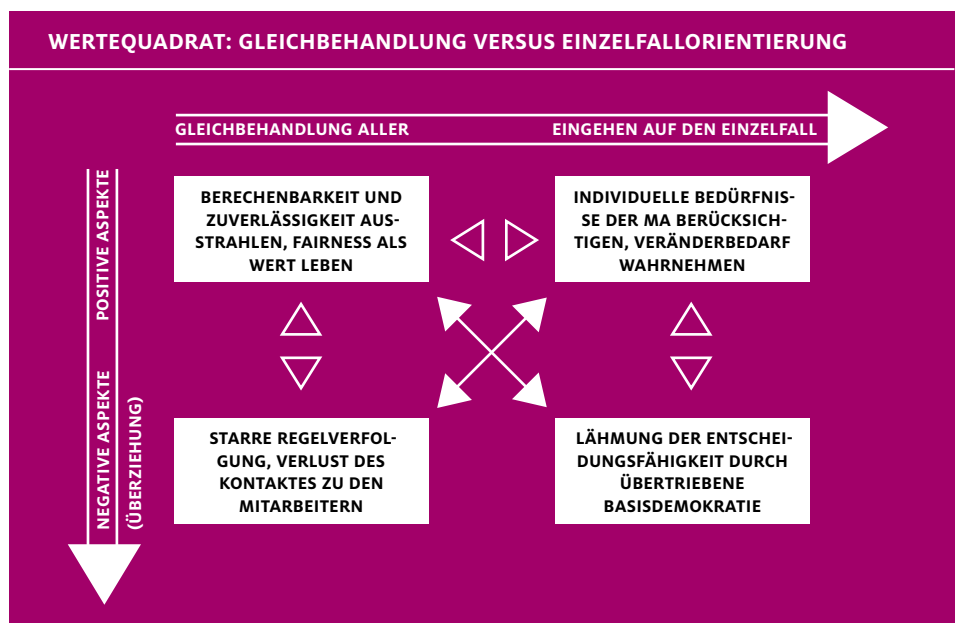 WERTEQUADRAT: GLEICHBEHANDLUNG VERSUS EINZELFALLORIENTIERUNG
GLEICHBEHANDLUNG ALLER
EINGEHEN AUF DEN EINZELFALL
POSITIVE ASPEKTE
BERECHENBARKEIT UND
ZUVERLÄSSIGKEIT AUS-
STRAHLEN, FAIRNESS ALS
WERT LEBEN
INDIVIDUELLE BEDÜRFNIS-
SE DER MA BERÜCKSICH-
TIGEN, VERÄNDERBEDARF
WAHRNEHMEN
NEGATIVE ASPEKTE
(ÜBERZIEHUNG)
STARRE REGELVERFOL-
GUNG, VERLUST DES
KONTAKTES ZU DEN
MITARBEITERN
LÄHMUNG DER ENTSCHEI-
DUNGSFÄHIGKEIT DURCH
ÜBERTRIEBENE
BASISDEMOKRATIE